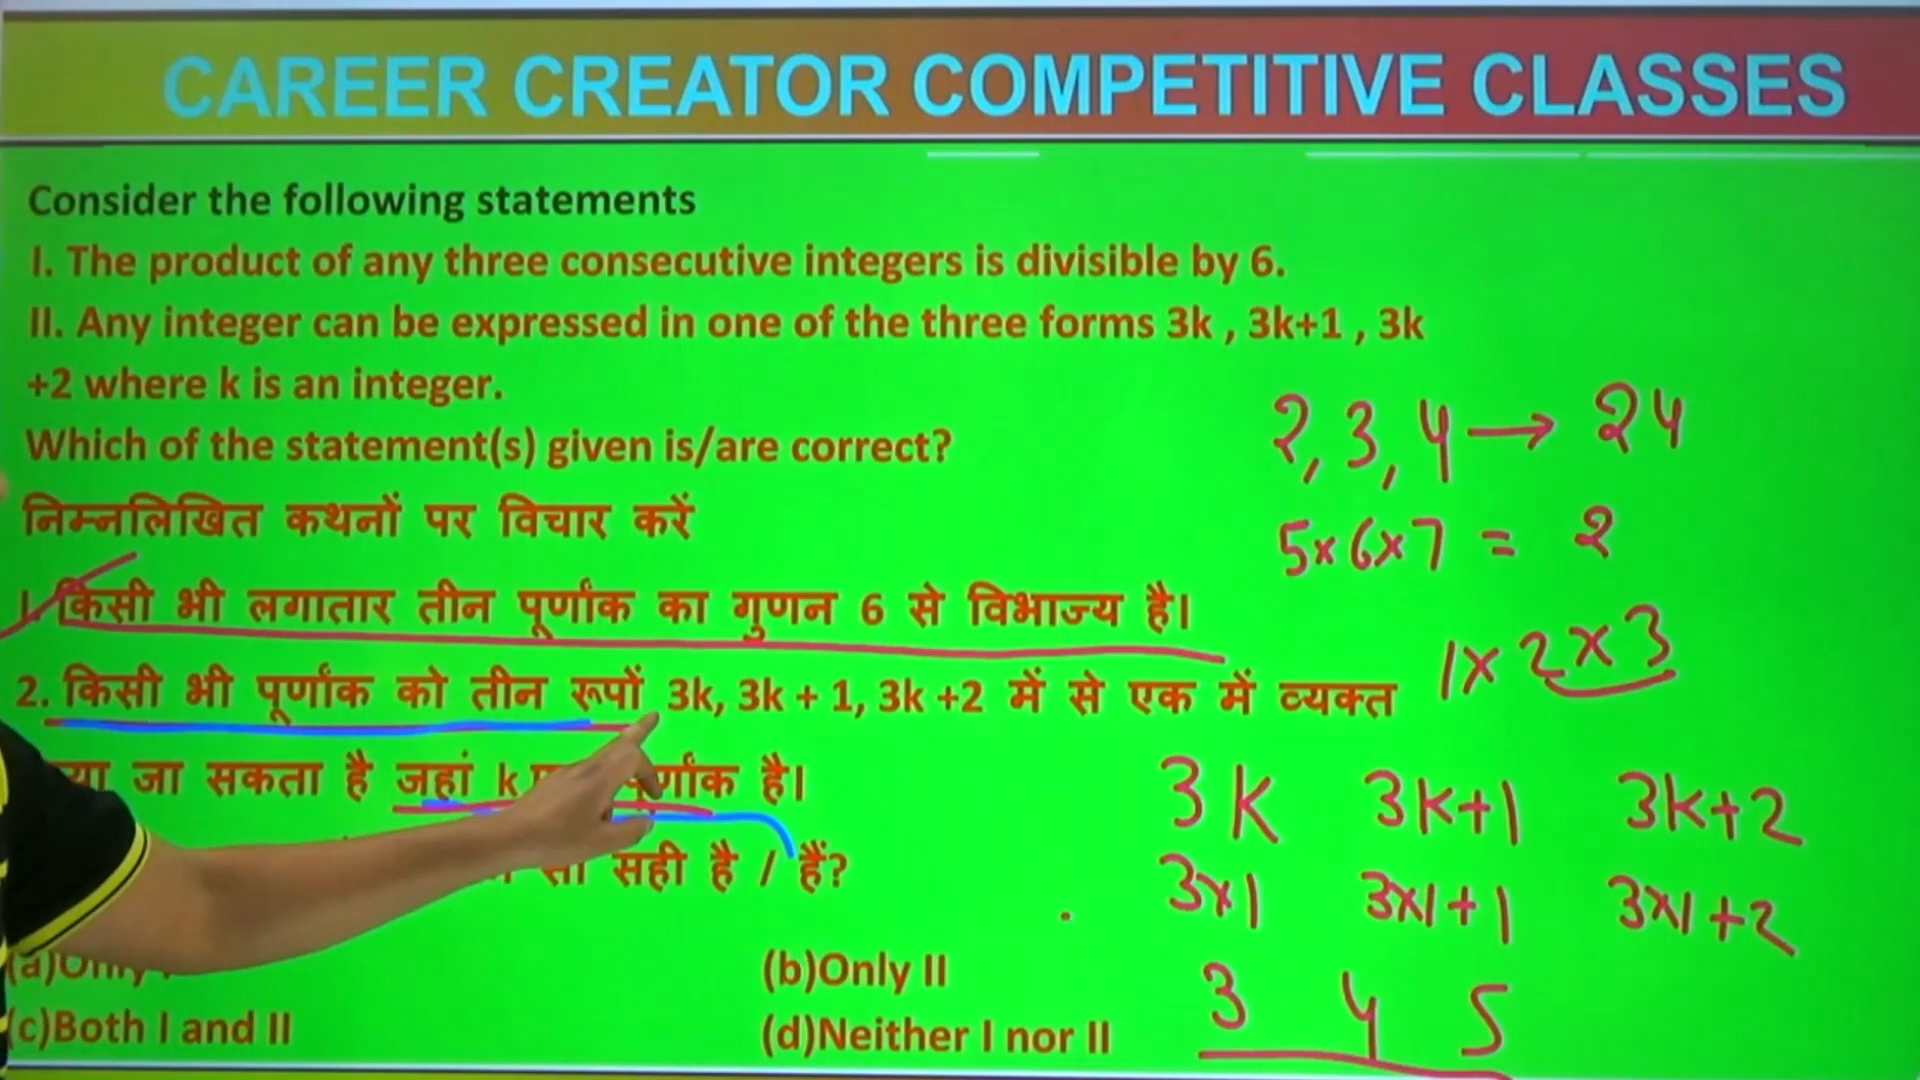 CAREER CREATOR COMPETITIVE CLASSES
Consider the following statements
I. The product of any three consecutive integers is divisible by 6.
II. Any integer can be expressed in one of the three forms 3k , 3k+1 , 3k
+2 where k is an integer.
Which of the statement(s) given is/are correct?
निम्नलिखित कथनों पर विचार करें
1. किसी भी लगातार तीन पूर्णांक का गुणन 6 से विभाज्य है।
2. किसी भी पूर्णांक को तीन रूपों 3k, 3k + 1, 3k +2 में से एक में व्यक्त
जा सकता है जहां k है।
सही है / हैं?
(b)Only II
(c)Both I and II
(d)Neither I nor II
2, 3, 4 → 24
5x6x7 = 2
1x2x3
3K 3K+1 3K+2
3x1 3x1+1 3x1+2
3 4 5